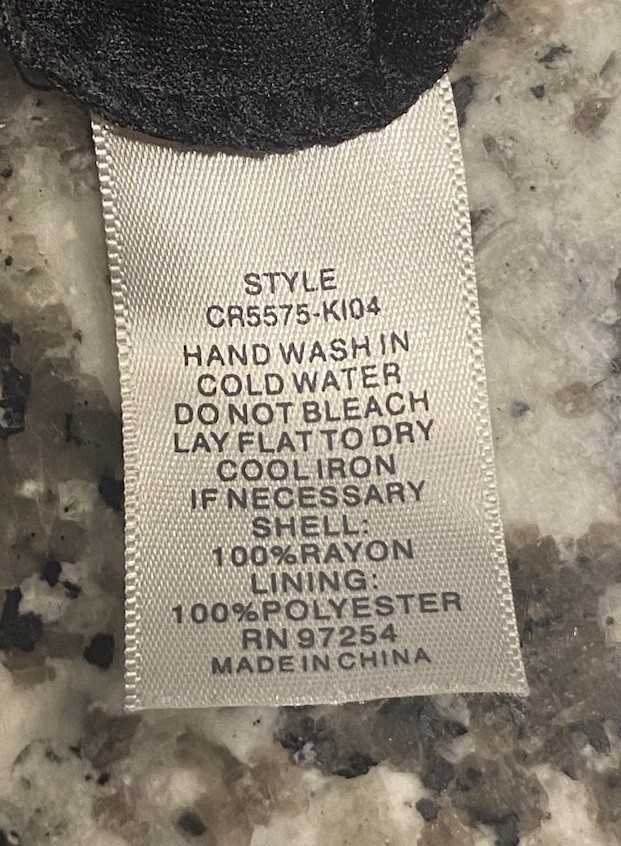 STYLE
CR5575-KI04
HAND WASH IN
COLD WATER
DO NOT BLEACH
LAY FLAT TO DRY
COOL IRON
IF NECESSARY
SHELL:
100%RAYON
LINING:
100%POLYESTER
RN 97254
MADE IN CHINA